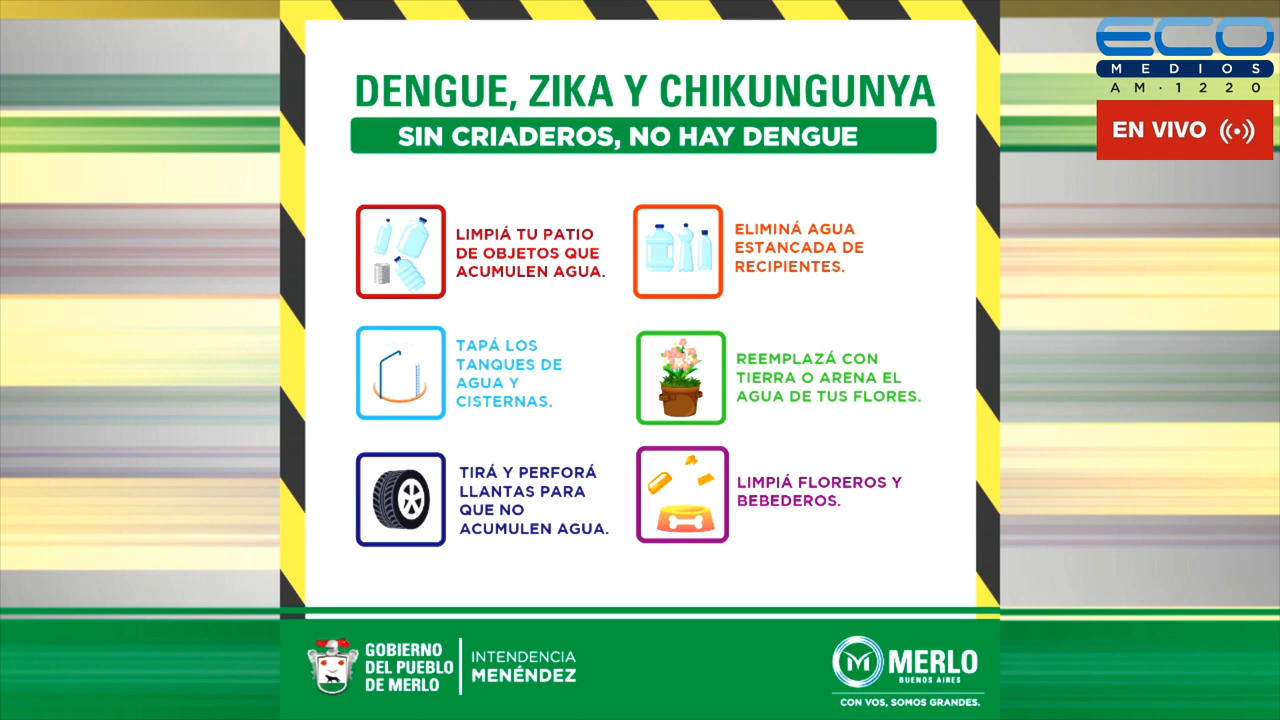 DENGUE, ZIKA Y CHIKUNGUNYA
SIN CRIADEROS, NO HAY DENGUE
LIMPIÁ TU PATIO
DE OBJETOS QUE
ACUMULEN AGUA.
ELIMINÁ AGUA
ESTANCADA DE
RECIPIENTES.
TAPÁ LOS
TANQUES DE
AGUA Y
CISTERNAS.
REEMPLAZÁ CON
TIERRA O ARENA EL
AGUA DE TUS FLORES.
TIRÁ Y PERFORÁ
LLANTAS PARA
QUE NO
ACUMULEN AGUA.
LIMPIÁ FLOREROS Y
BEBEDEROS.
GOBIERNO
DEL PUEBLO
DE MERLO
INTENDENCIA
MENÉNDEZ
MERLO
BUENOS AIRES
CON VOS, SOMOS GRANDES.
ECO
MEDIOS
AM·1220
EN VIVO